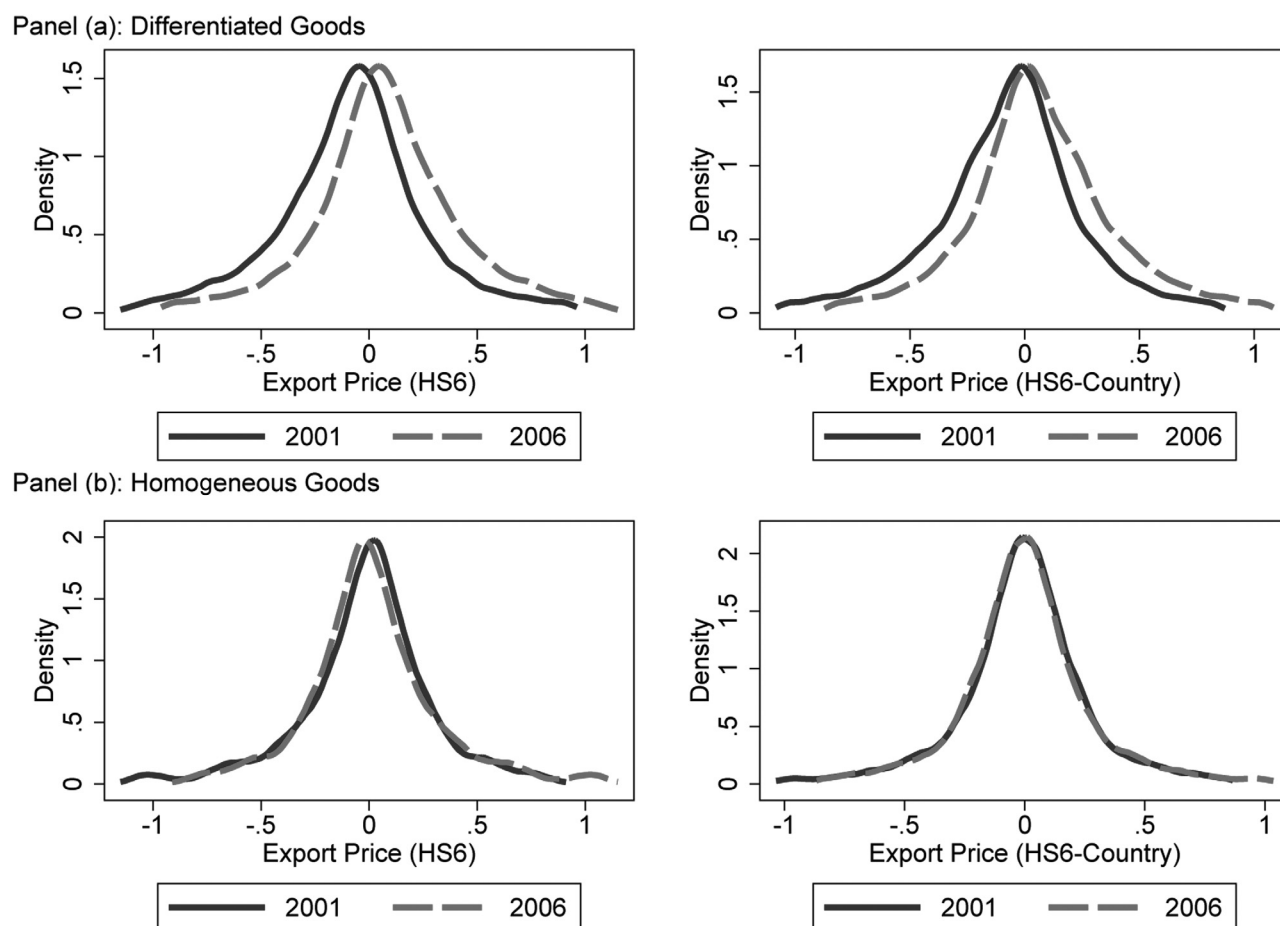 Panel (a): Differentiated Goods
Density
0 .5 1 1.5
-1 -.5 0 .5 1
Export Price (HS6)
2001 2006
Density
0 .5 1 1.5
-1 -.5 0 .5 1
Export Price (HS6-Country)
2001 2006
Panel (b): Homogeneous Goods
Density
0 .5 1 1.5 2
-1 -.5 0 .5 1
Export Price (HS6)
2001 2006
Density
0 .5 1 1.5 2
-1 -.5 0 .5 1
Export Price (HS6-Country)
2001 2006